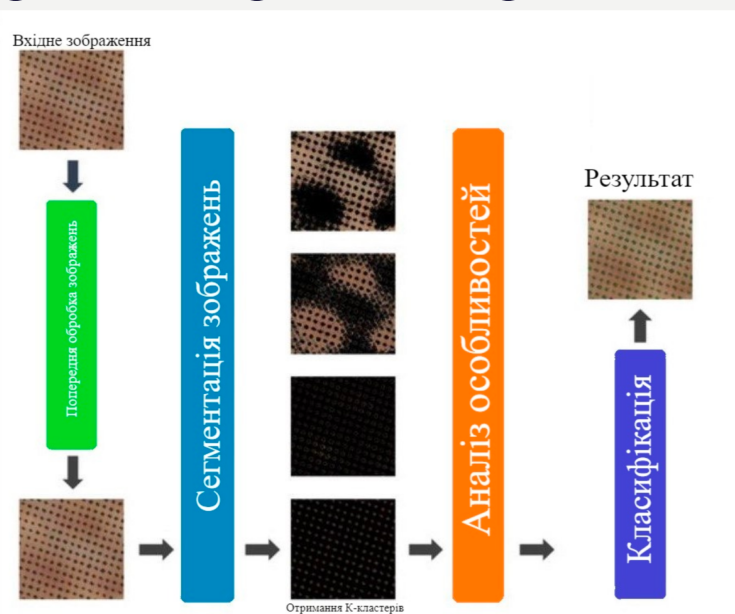 Вхідне зображення
Попередня обробка зображень
Сегментація зображень
Отримання К-кластерів
Аналіз особливостей
Класифікація
Результат